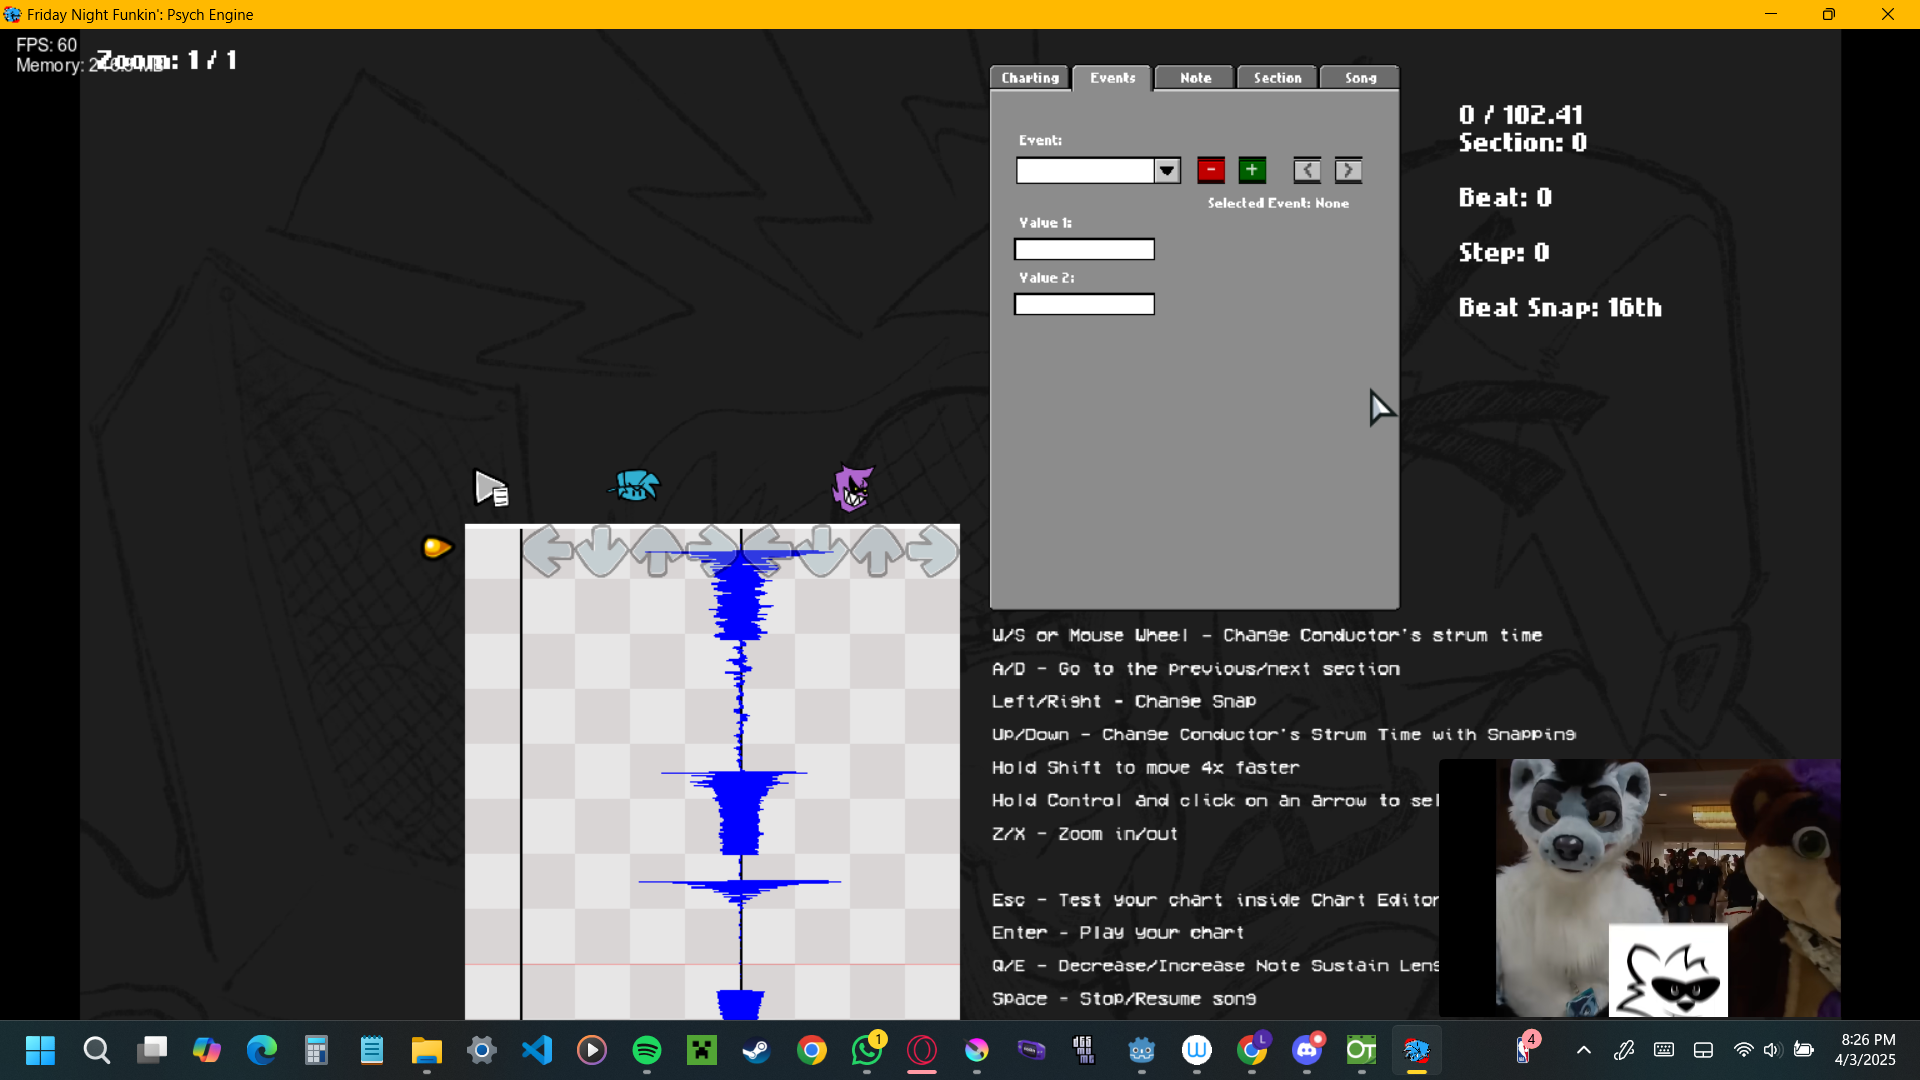 Friday Night Funkin': Psych Engine
FPS: 60
Memory:
Zoom: 1 / 1
Charting
Events
Note
Section
Song
Event:
-
+
<
>
Selected Event: None
Value 1:
Value 2:
0 / 102.41
Section: 0
Beat: 0
Step: 0
Beat Snap: 16th
W/S or Mouse Wheel - Change Conductor's strum time
A/D - Go to the previous/next section
Left/Right - Change Snap
Up/Down - Change Conductor's Strum Time with Snapping
Hold Shift to move 4x faster
Hold Control and click on an arrow to sel
Z/X - Zoom in/out
Esc - Test your chart inside Chart Editor
Enter - Play your chart
Q/E - Decrease/Increase Note Sustain Leng
Space - Stop/Resume song
1
L
OT
4
8:26 PM
4/3/2025